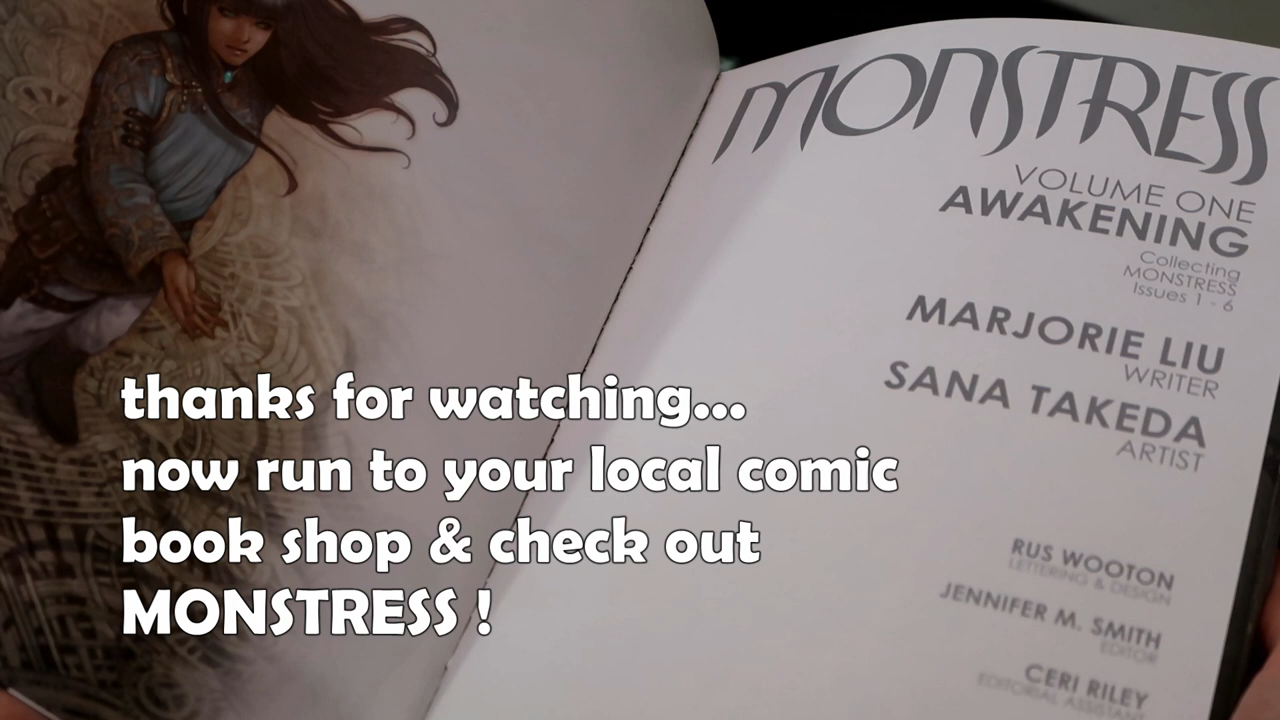 MONSTRESS
VOLUME ONE
AWAKENING
Collecting
MONSTRESS
Issues 1 - 6
MARJORIE LIU
WRITER
SANA TAKEDA
ARTIST
RUS WOOTON
LETTERING & DESIGN
JENNIFER M. SMITH
EDITOR
CERI RILEY
EDITORIAL ASSISTANT
thanks for watching...
now run to your local comic
book shop & check out
MONSTRESS !